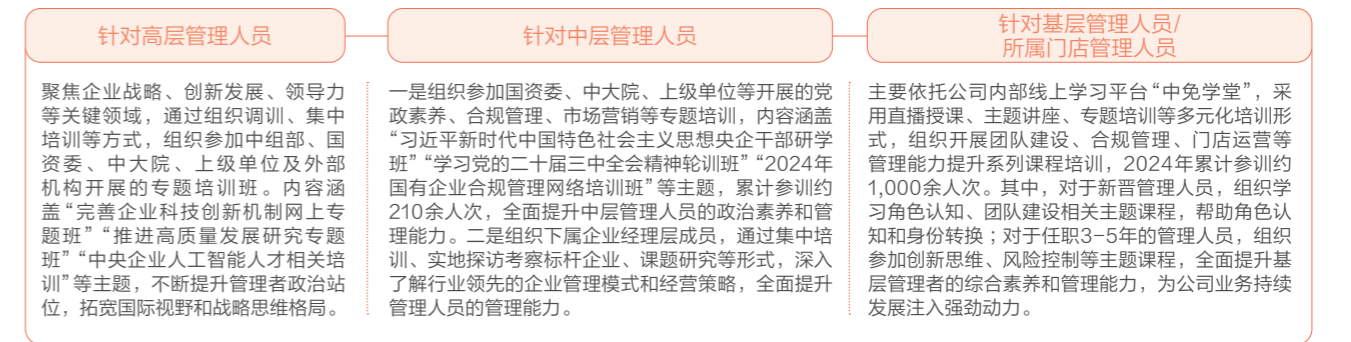 针对高层管理人员
聚焦企业战略、创新发展、领导力
等关键领域，通过组织调训、集中
培训等方式，组织参加中组部、国
资委、中大院、上级单位及外部
机构开展的专题培训班。内容涵
盖“完善企业科技创新机制网上专
题班”“推进高质量发展研究专题
班”“中央企业人工智能人才相关培
训”等主题，不断提升管理者政治站
位，拓宽国际视野和战略思维格局。
针对中层管理人员
一是组织参加国资委、中大院、上级单位等开展的党
政素养、合规管理、市场营销等专题培训，内容涵盖
“习近平新时代中国特色社会主义思想央企干部研学
班”“学习党的二十届三中全会精神轮训班”“2024年
国有企业合规管理网络培训班”等主题，累计参训约
210余人次，全面提升中层管理人员的政治素养和管
理能力。二是组织下属企业经理层成员，通过集中培
训、实地探访考察标杆企业、课题研究等形式，深入
了解行业领先的企业管理模式和经营策略，全面提升
管理人员的管理能力。
针对基层管理人员/
所属门店管理人员
主要依托公司内部线上学习平台“中免学堂”，采
用直播授课、主题讲座、专题培训等多元化培训形
式，组织开展团队建设、合规管理、门店运营等
管理能力提升系列课程培训，2024年累计参训约
1,000余人次。其中，对于新晋管理人员，组织学
习角色认知、团队建设相关主题课程，帮助角色认
知和身份转换；对于任职3-5年的管理人员，组织
参加创新思维、风险控制等主题课程，全面提升基
层管理者的综合素养和管理能力，为公司业务持续
发展注入强劲动力。